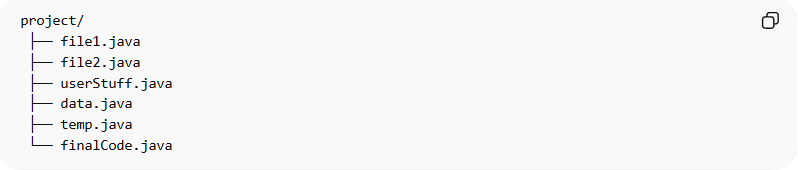 project/
├── file1.java
├── file2.java
├── userStuff.java
├── data.java
├── temp.java
└── finalCode.java